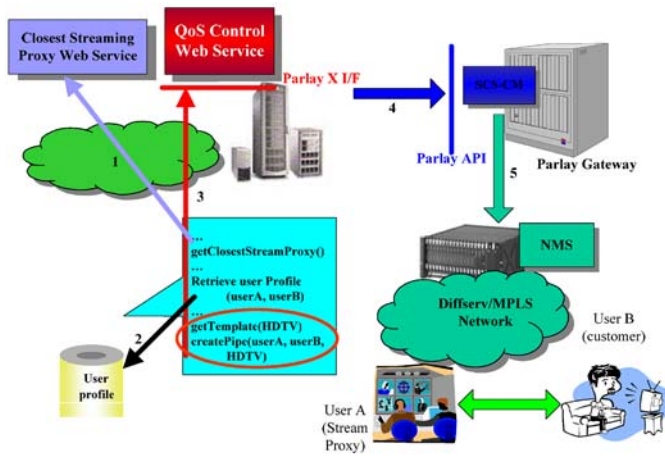 Closest Streaming
Proxy Web Service
QoS Control
Web Service
Parlay X I/F
4
SCS-CM
Parlay API
Parlay Gateway
1
3
5
...
getClosestStreamProxy()
...
Retrieve user Profile
(userA, userB)
...
getTemplate(HDTV)
createPipe(userA, userB,
HDTV)
2
User
profile
NMS
Diffserv/MPLS
Network
User B
(customer)
User A
(Stream
Proxy)